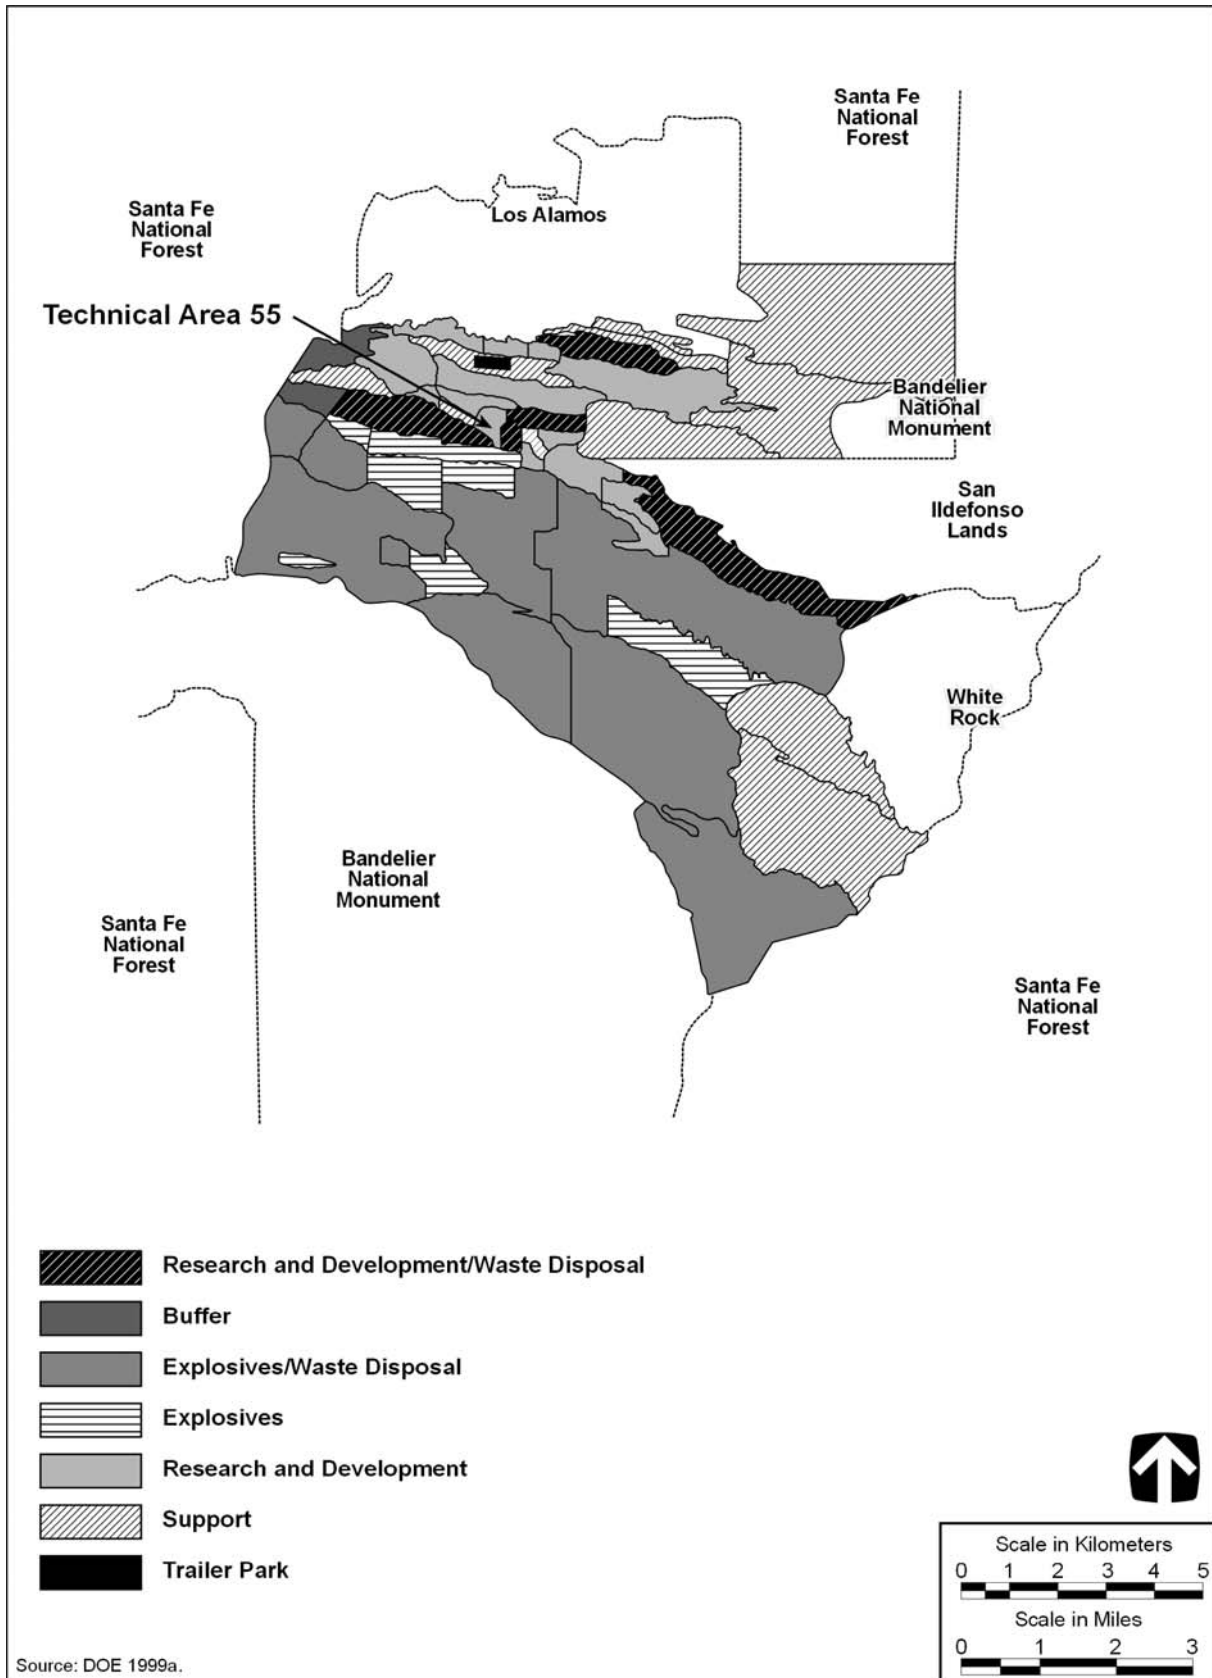 Santa Fe
National
Forest
Santa Fe
National
Forest
Los Alamos
Technical Area 55
Bandelier
National
Monument
San
Ildefonso
Lands
White
Rock
Bandelier
National
Monument
Santa Fe
National
Forest
Santa Fe
National
Forest
Research and Development/Waste Disposal
Buffer
Explosives/Waste Disposal
Explosives
Research and Development
Support
Trailer Park
Scale in Kilometers
0 1 2 3 4 5
Scale in Miles
0 1 2 3
Source: DOE 1999a.